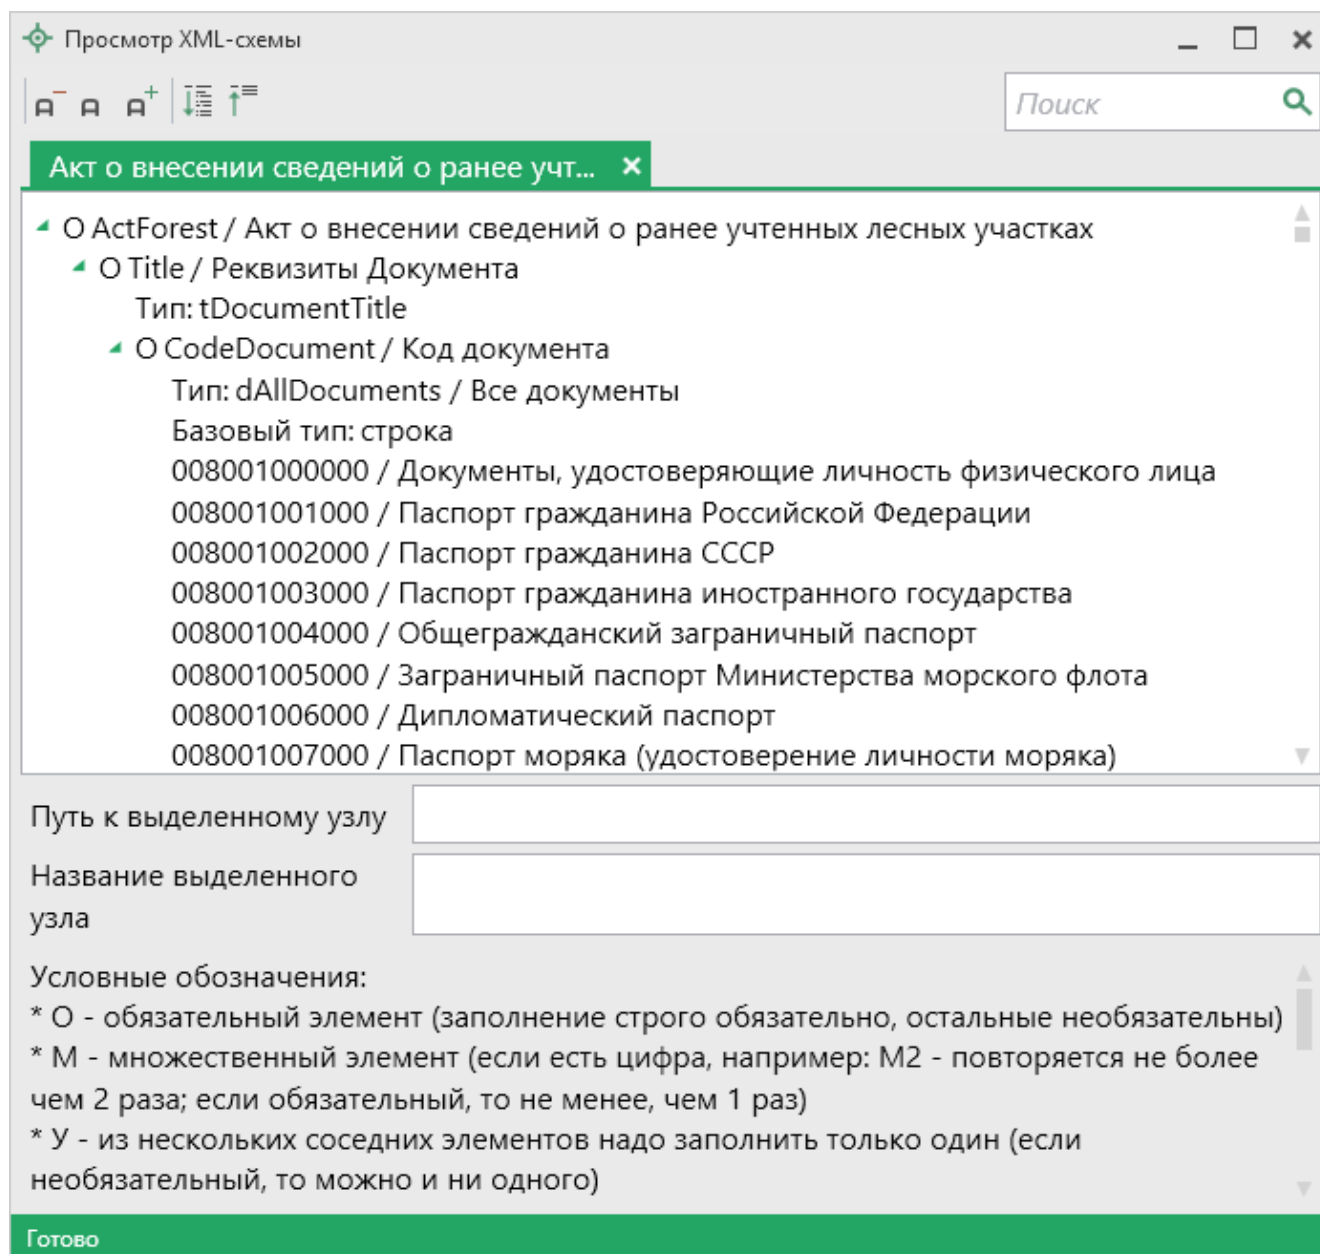 Просмотр XML-схемы
Поиск
Акт о внесении сведений о ранее учт...
О ActForest / Акт о внесении сведений о ранее учтенных лесных участках
О Title / Реквизиты Документа
Тип: tDocumentTitle
О CodeDocument / Код документа
Тип: dAllDocuments / Все документы
Базовый тип: строка
008001000000 / Документы, удостоверяющие личность физического лица
008001001000 / Паспорт гражданина Российской Федерации
008001002000 / Паспорт гражданина СССР
008001003000 / Паспорт гражданина иностранного государства
008001004000 / Общегражданский заграничный паспорт
008001005000 / Заграничный паспорт Министерства морского флота
008001006000 / Дипломатический паспорт
008001007000 / Паспорт моряка (удостоверение личности моряка)
Путь к выделенному узлу
Название выделенного
узла
Условные обозначения:
* О - обязательный элемент (заполнение строго обязательно, остальные необязательны)
* М - множественный элемент (если есть цифра, например: М2 - повторяется не более
чем 2 раза; если обязательный, то не менее, чем 1 раз)
* У - из нескольких соседних элементов надо заполнить только один (если
необязательный, то можно и ни одного)
Готово